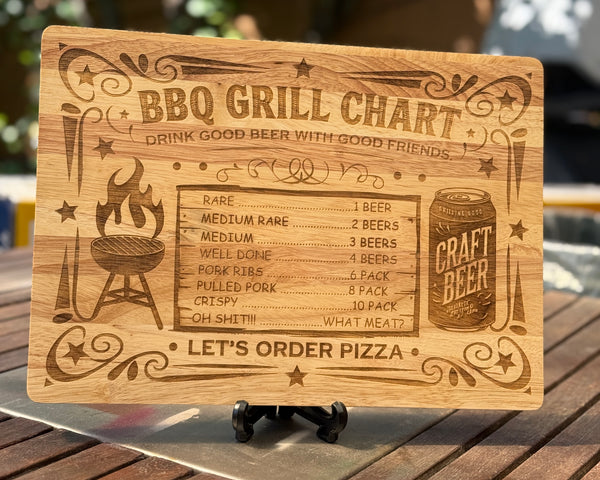 BBQ GRILL CHART
DRINK GOOD BEER WITH GOOD FRIENDS.
RARE ........................ 1 BEER
MEDIUM RARE ........................ 2 BEERS
MEDIUM ........................ 3 BEERS
WELL DONE ........................ 4 BEERS
PORK RIBS ........................ 6 PACK
PULLED PORK ........................ 8 PACK
CRISPY ........................ 10 PACK
OH SHIT!!! ........................ WHAT MEAT?
CRAFT
BEER
• LET'S ORDER PIZZA •